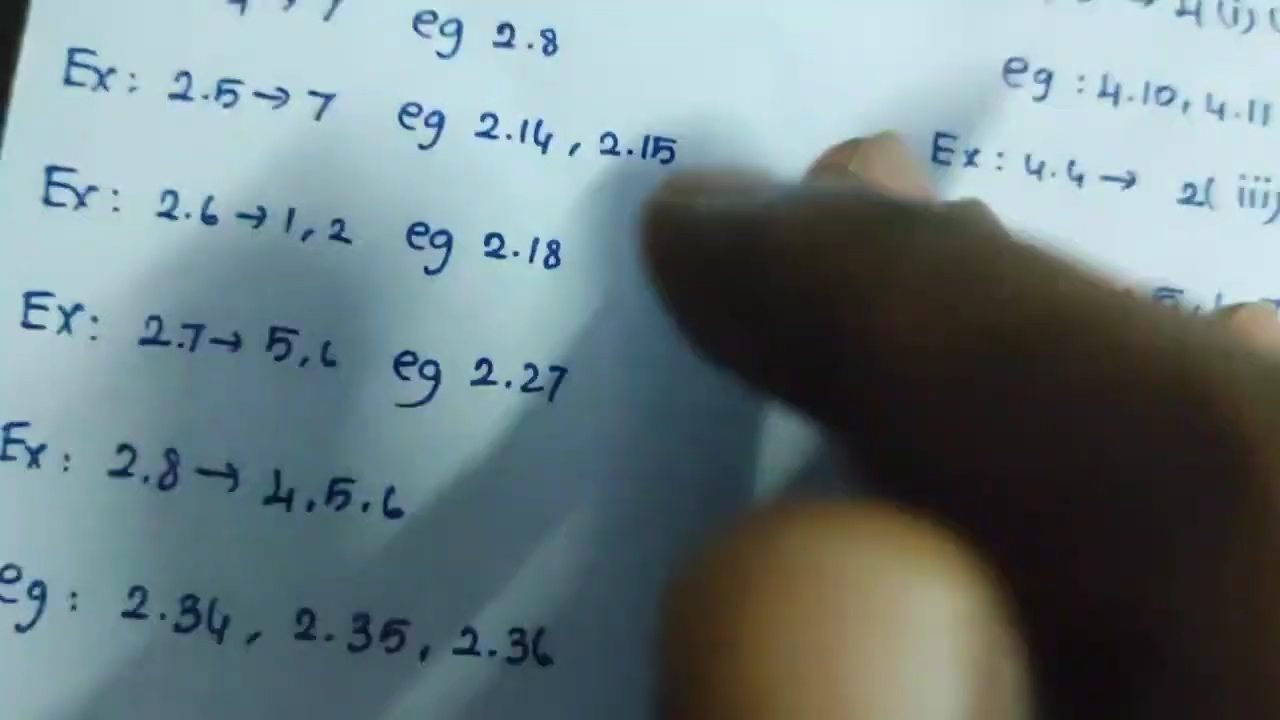 7 eg 2.8
Ex: 2.5→7 eg 2.14, 2.15
Ex: 2.6→1,2 eg 2.18
Ex: 2.7→5,6 eg 2.27
Ex: 2.8→4.5.6
eg: 2.34, 2.35, 2.36
4(i)
eg: 4.10, 4.11
Ex: 4.4→ 2(iii)